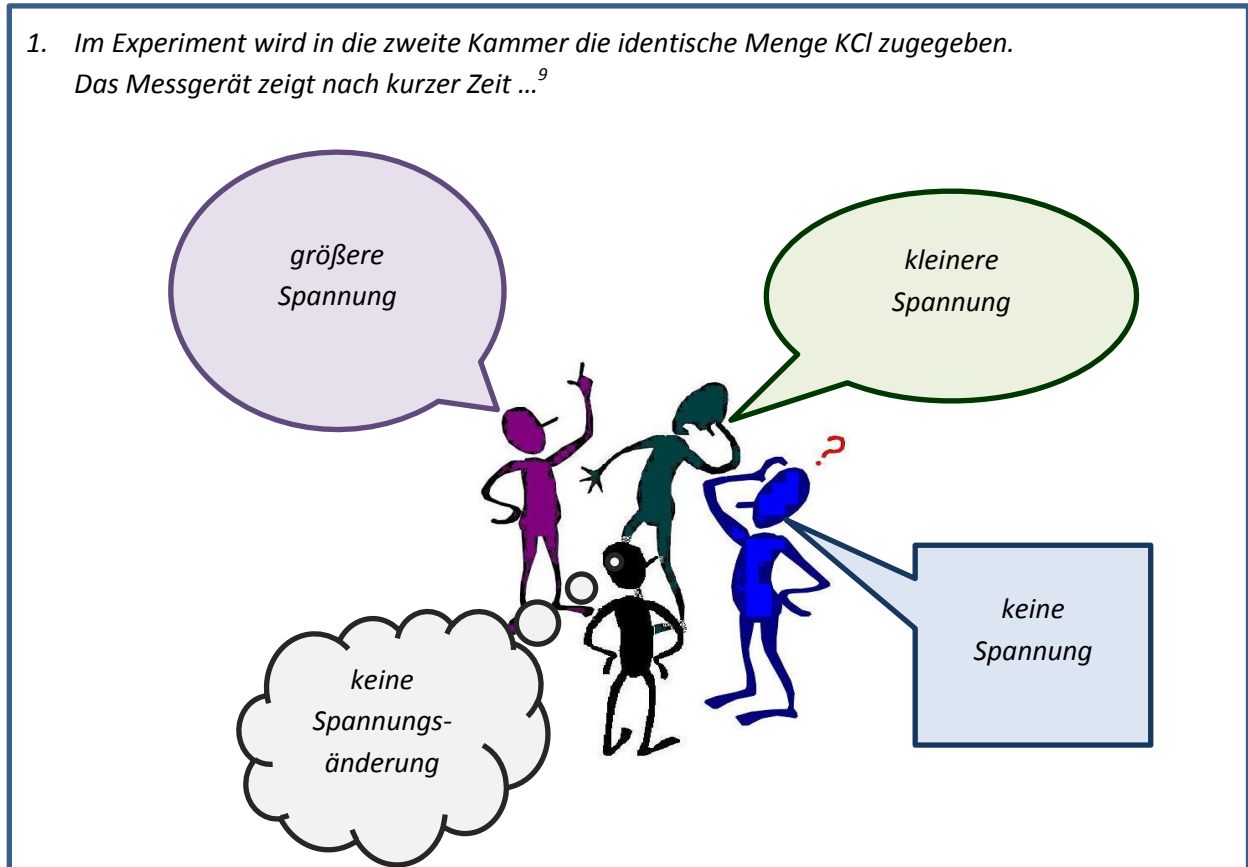 1. Im Experiment wird in die zweite Kammer die identische Menge KCl zugegeben.
Das Messgerät zeigt nach kurzer Zeit …⁹
größere
Spannung
kleinere
Spannung
?
keine
Spannungs-
änderung
keine
Spannung